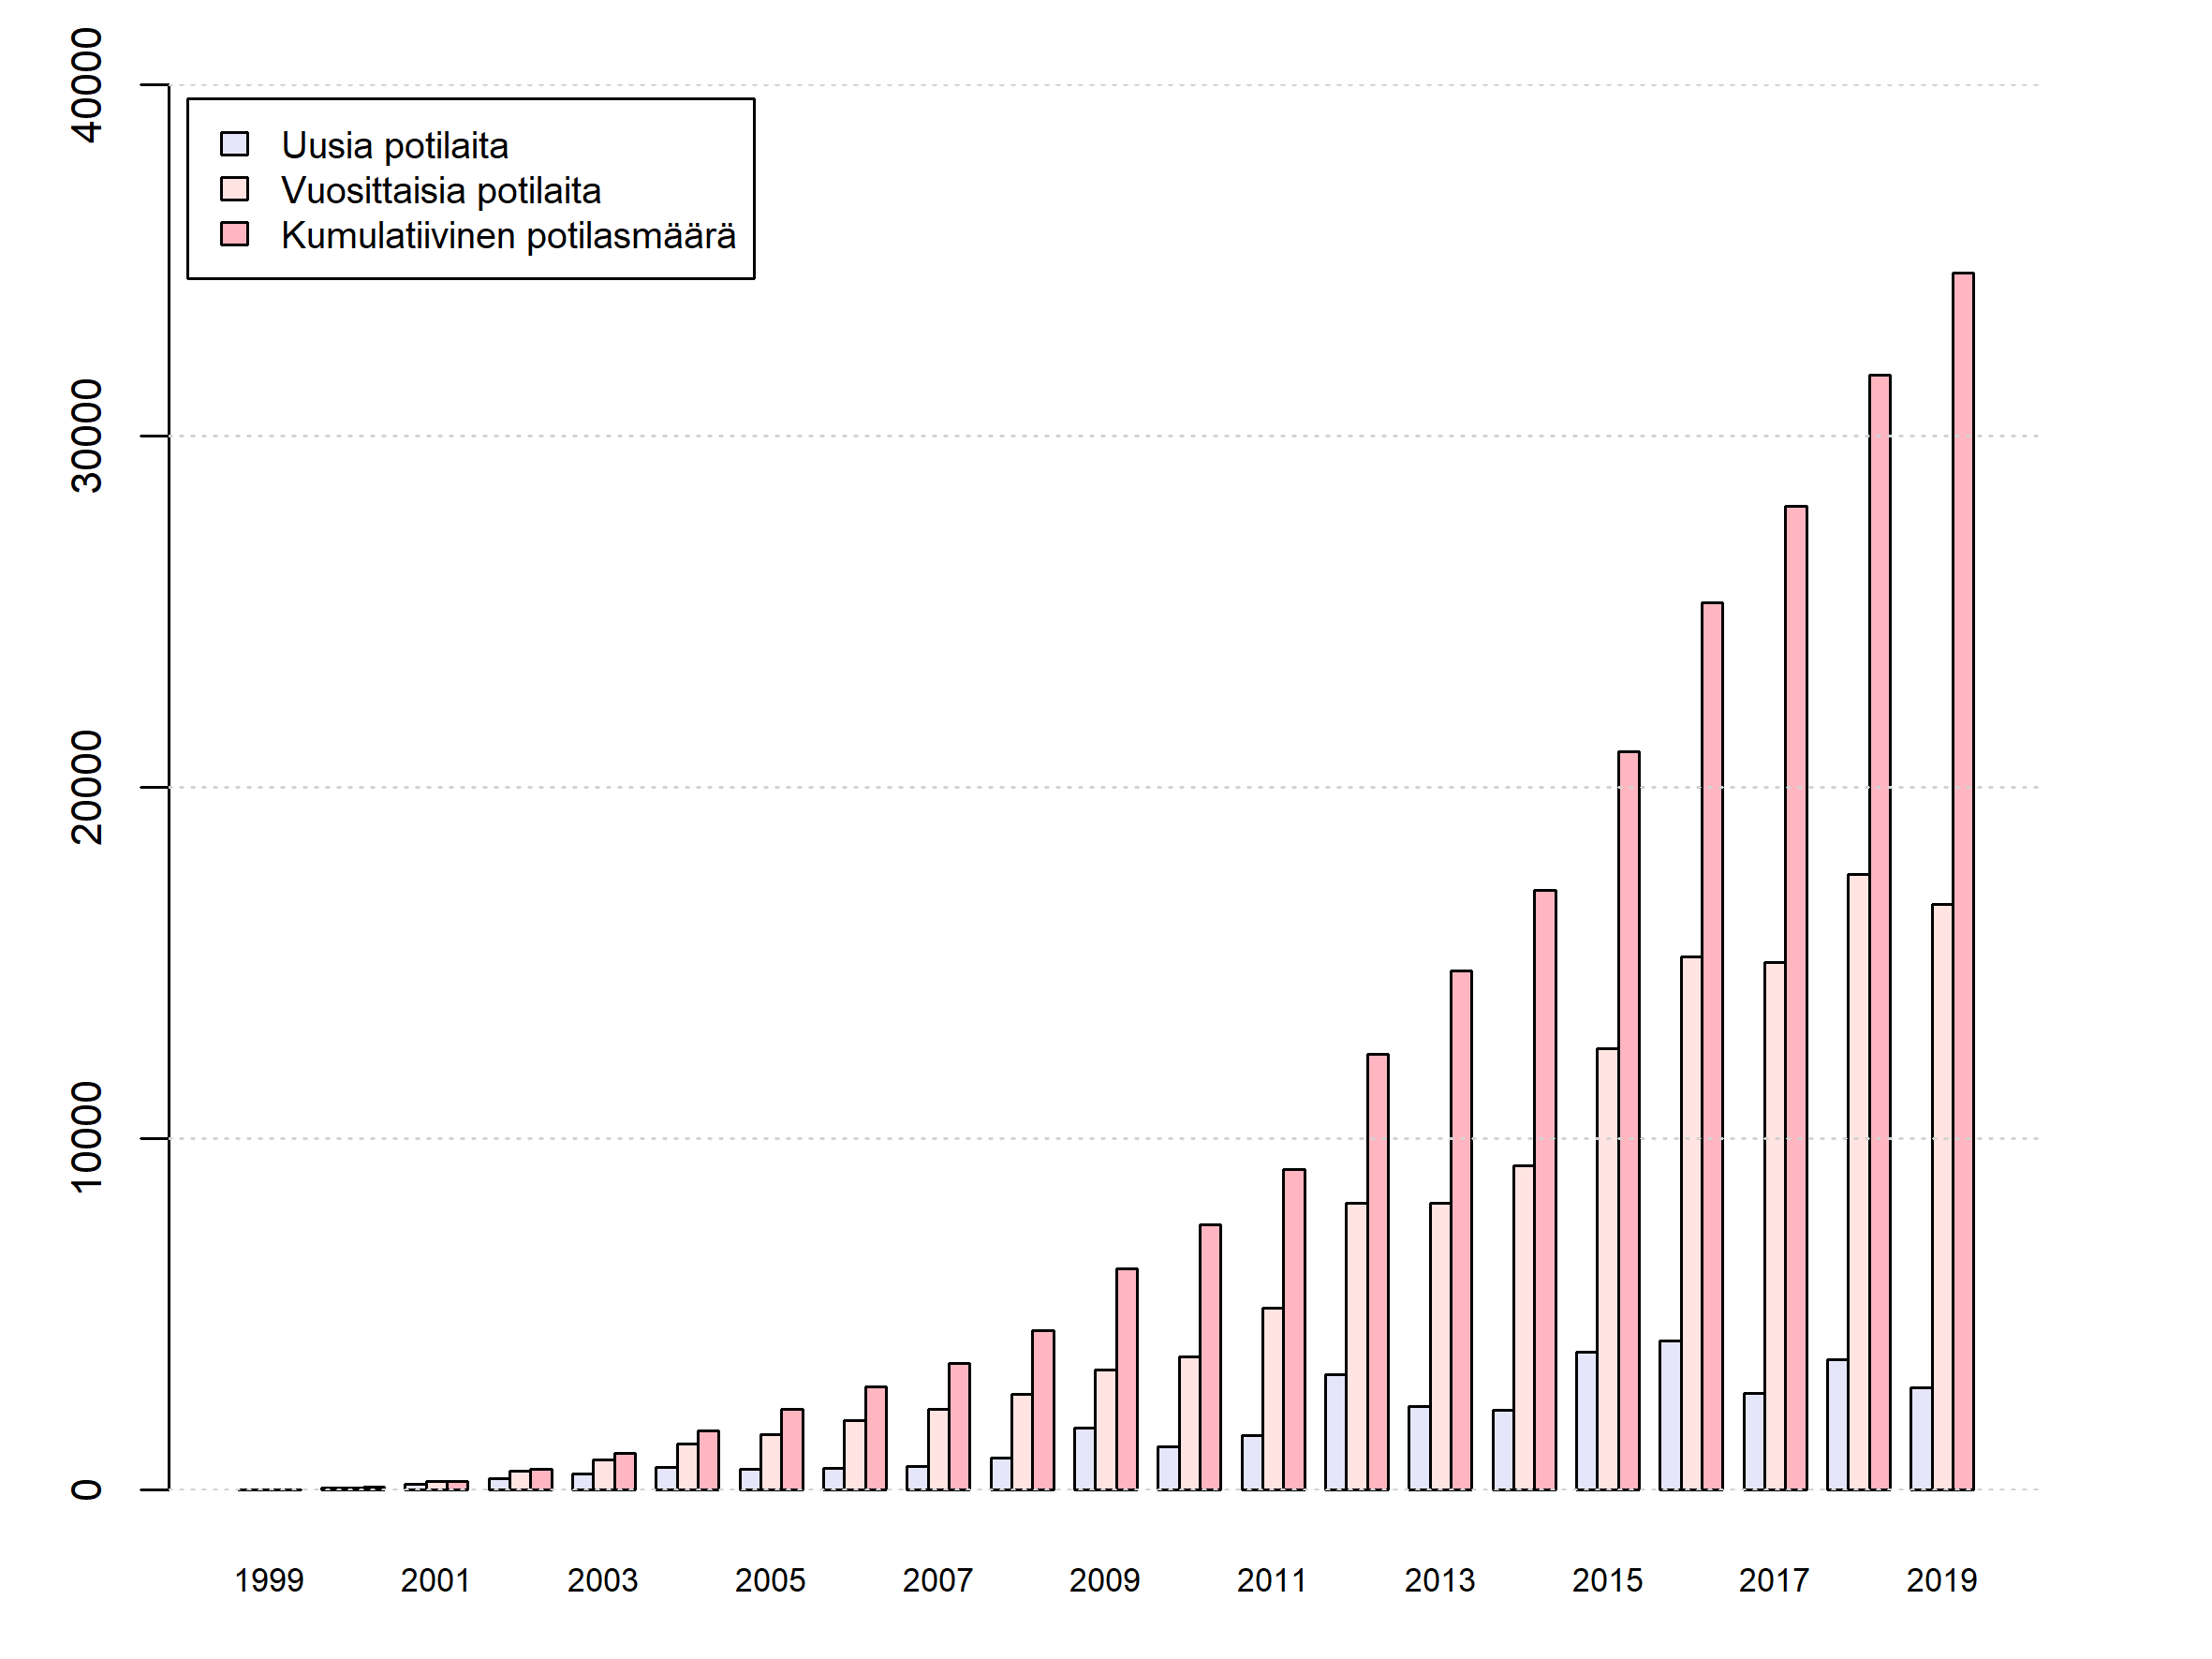 40000
30000
20000
10000
0
Uusia potilaita
Vuosittaisia potilaita
Kumulatiivinen potilasmäärä
1999 2001 2003 2005 2007 2009 2011 2013 2015 2017 2019